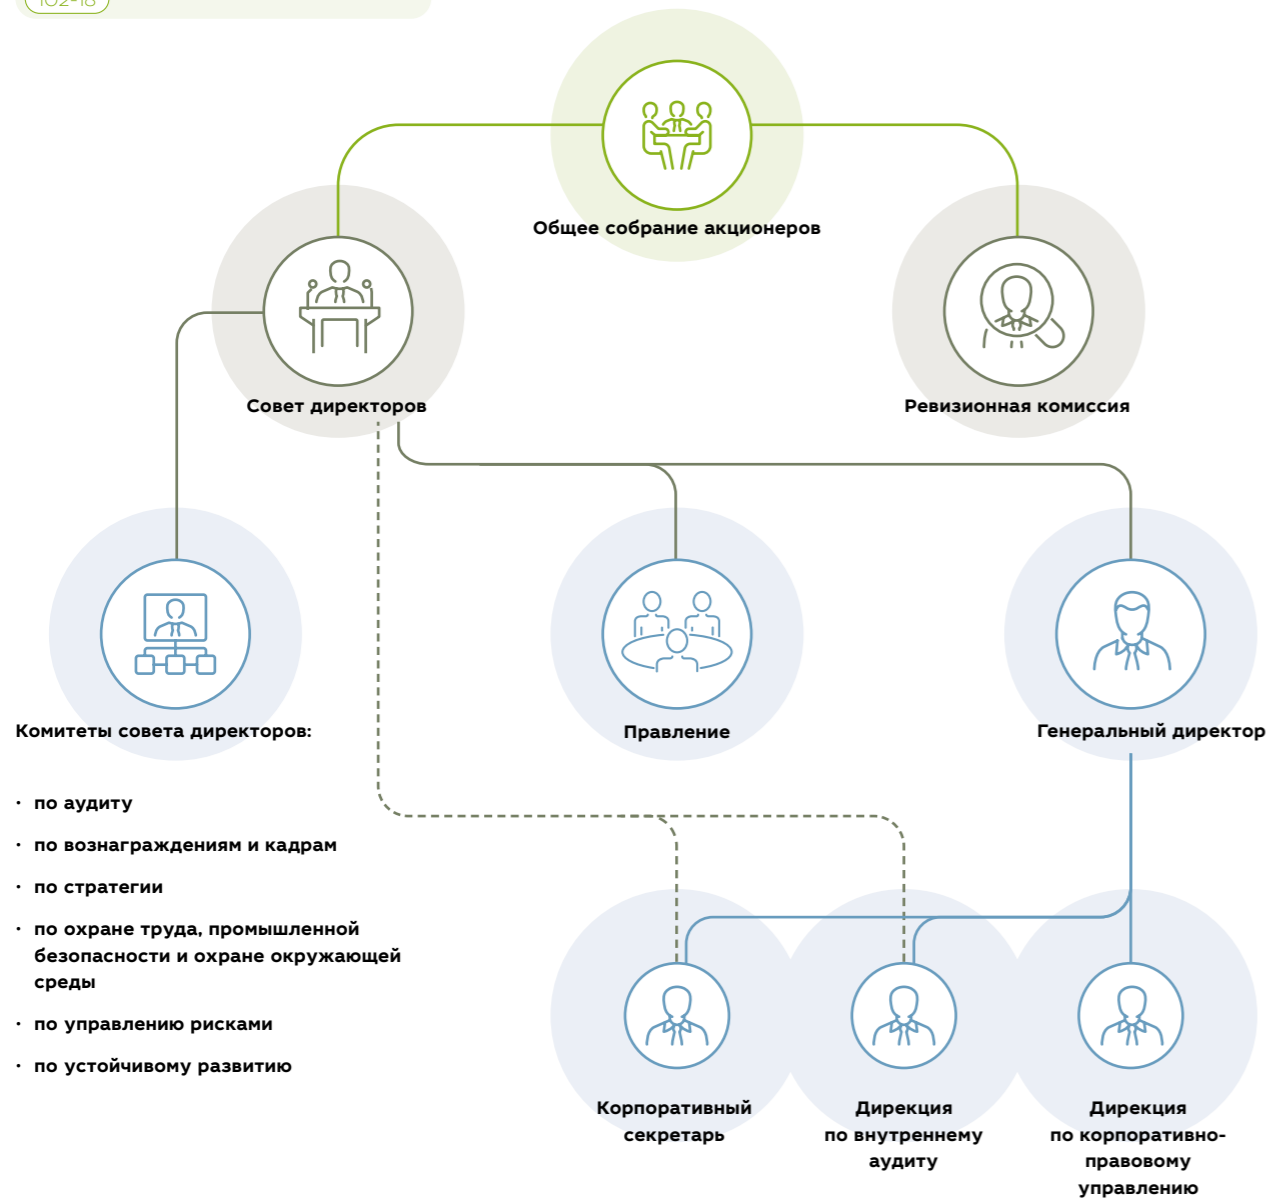 102-18
Общее собрание акционеров
Совет директоров
Ревизионная комиссия
Комитеты совета директоров:
Правление
Генеральный директор
· по аудиту
· по вознаграждениям и кадрам
· по стратегии
· по охране труда, промышленной
безопасности и охране окружающей
среды
· по управлению рисками
· по устойчивому развитию
Корпоративный
секретарь
Дирекция
по внутреннему
аудиту
Дирекция
по корпоративно-
правовому
управлению